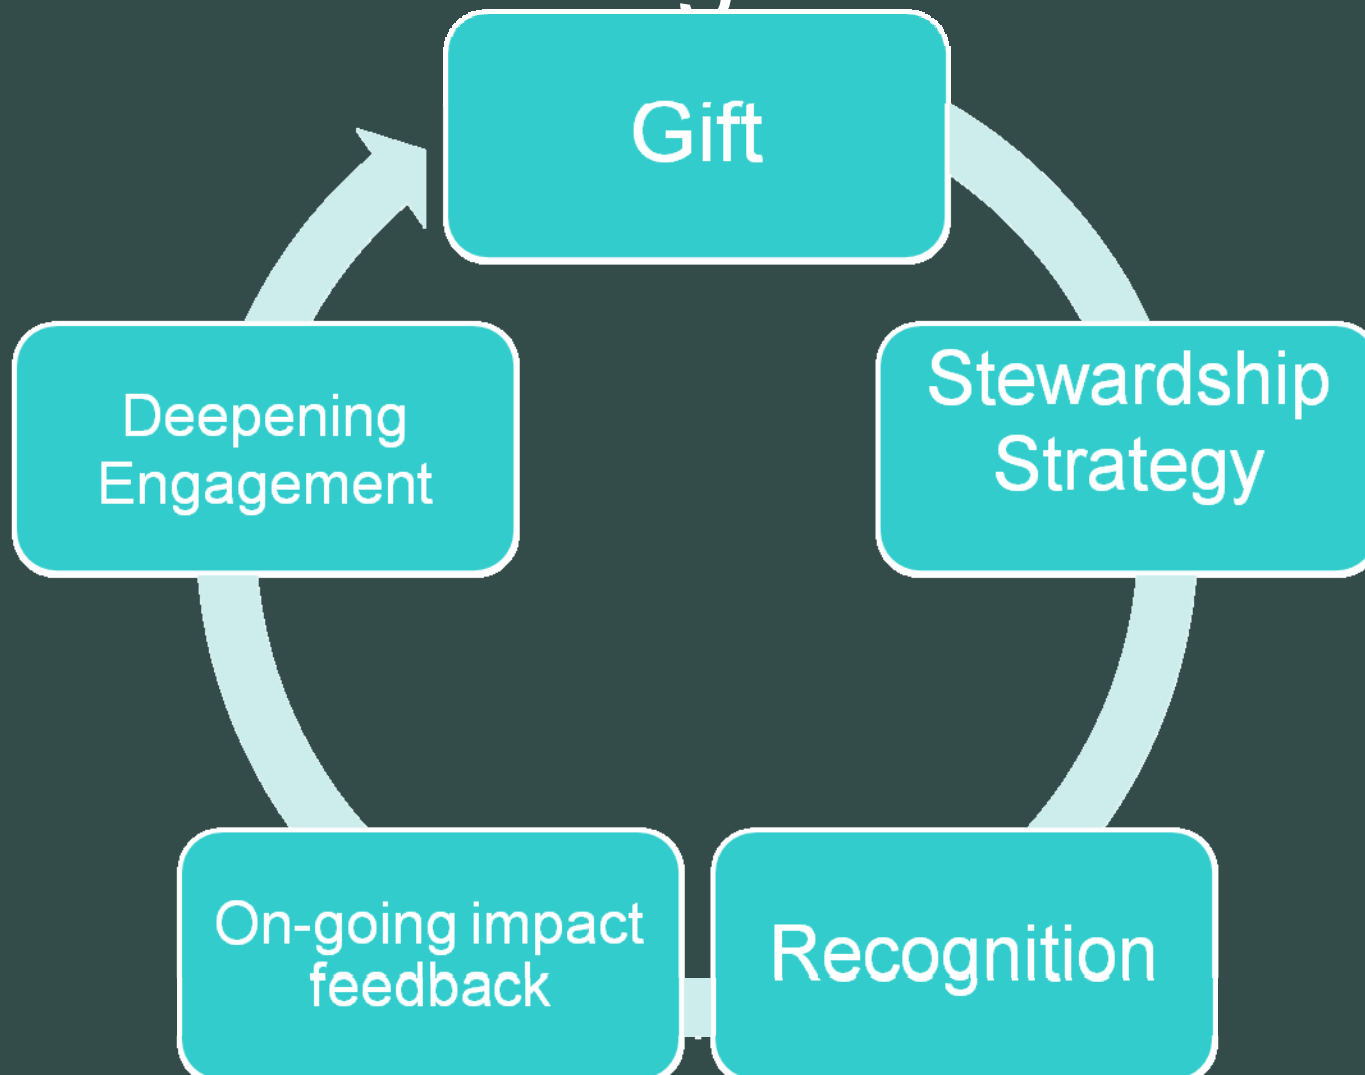 Gift
Stewardship
Strategy
Recognition
On-going impact
feedback
Deepening
Engagement